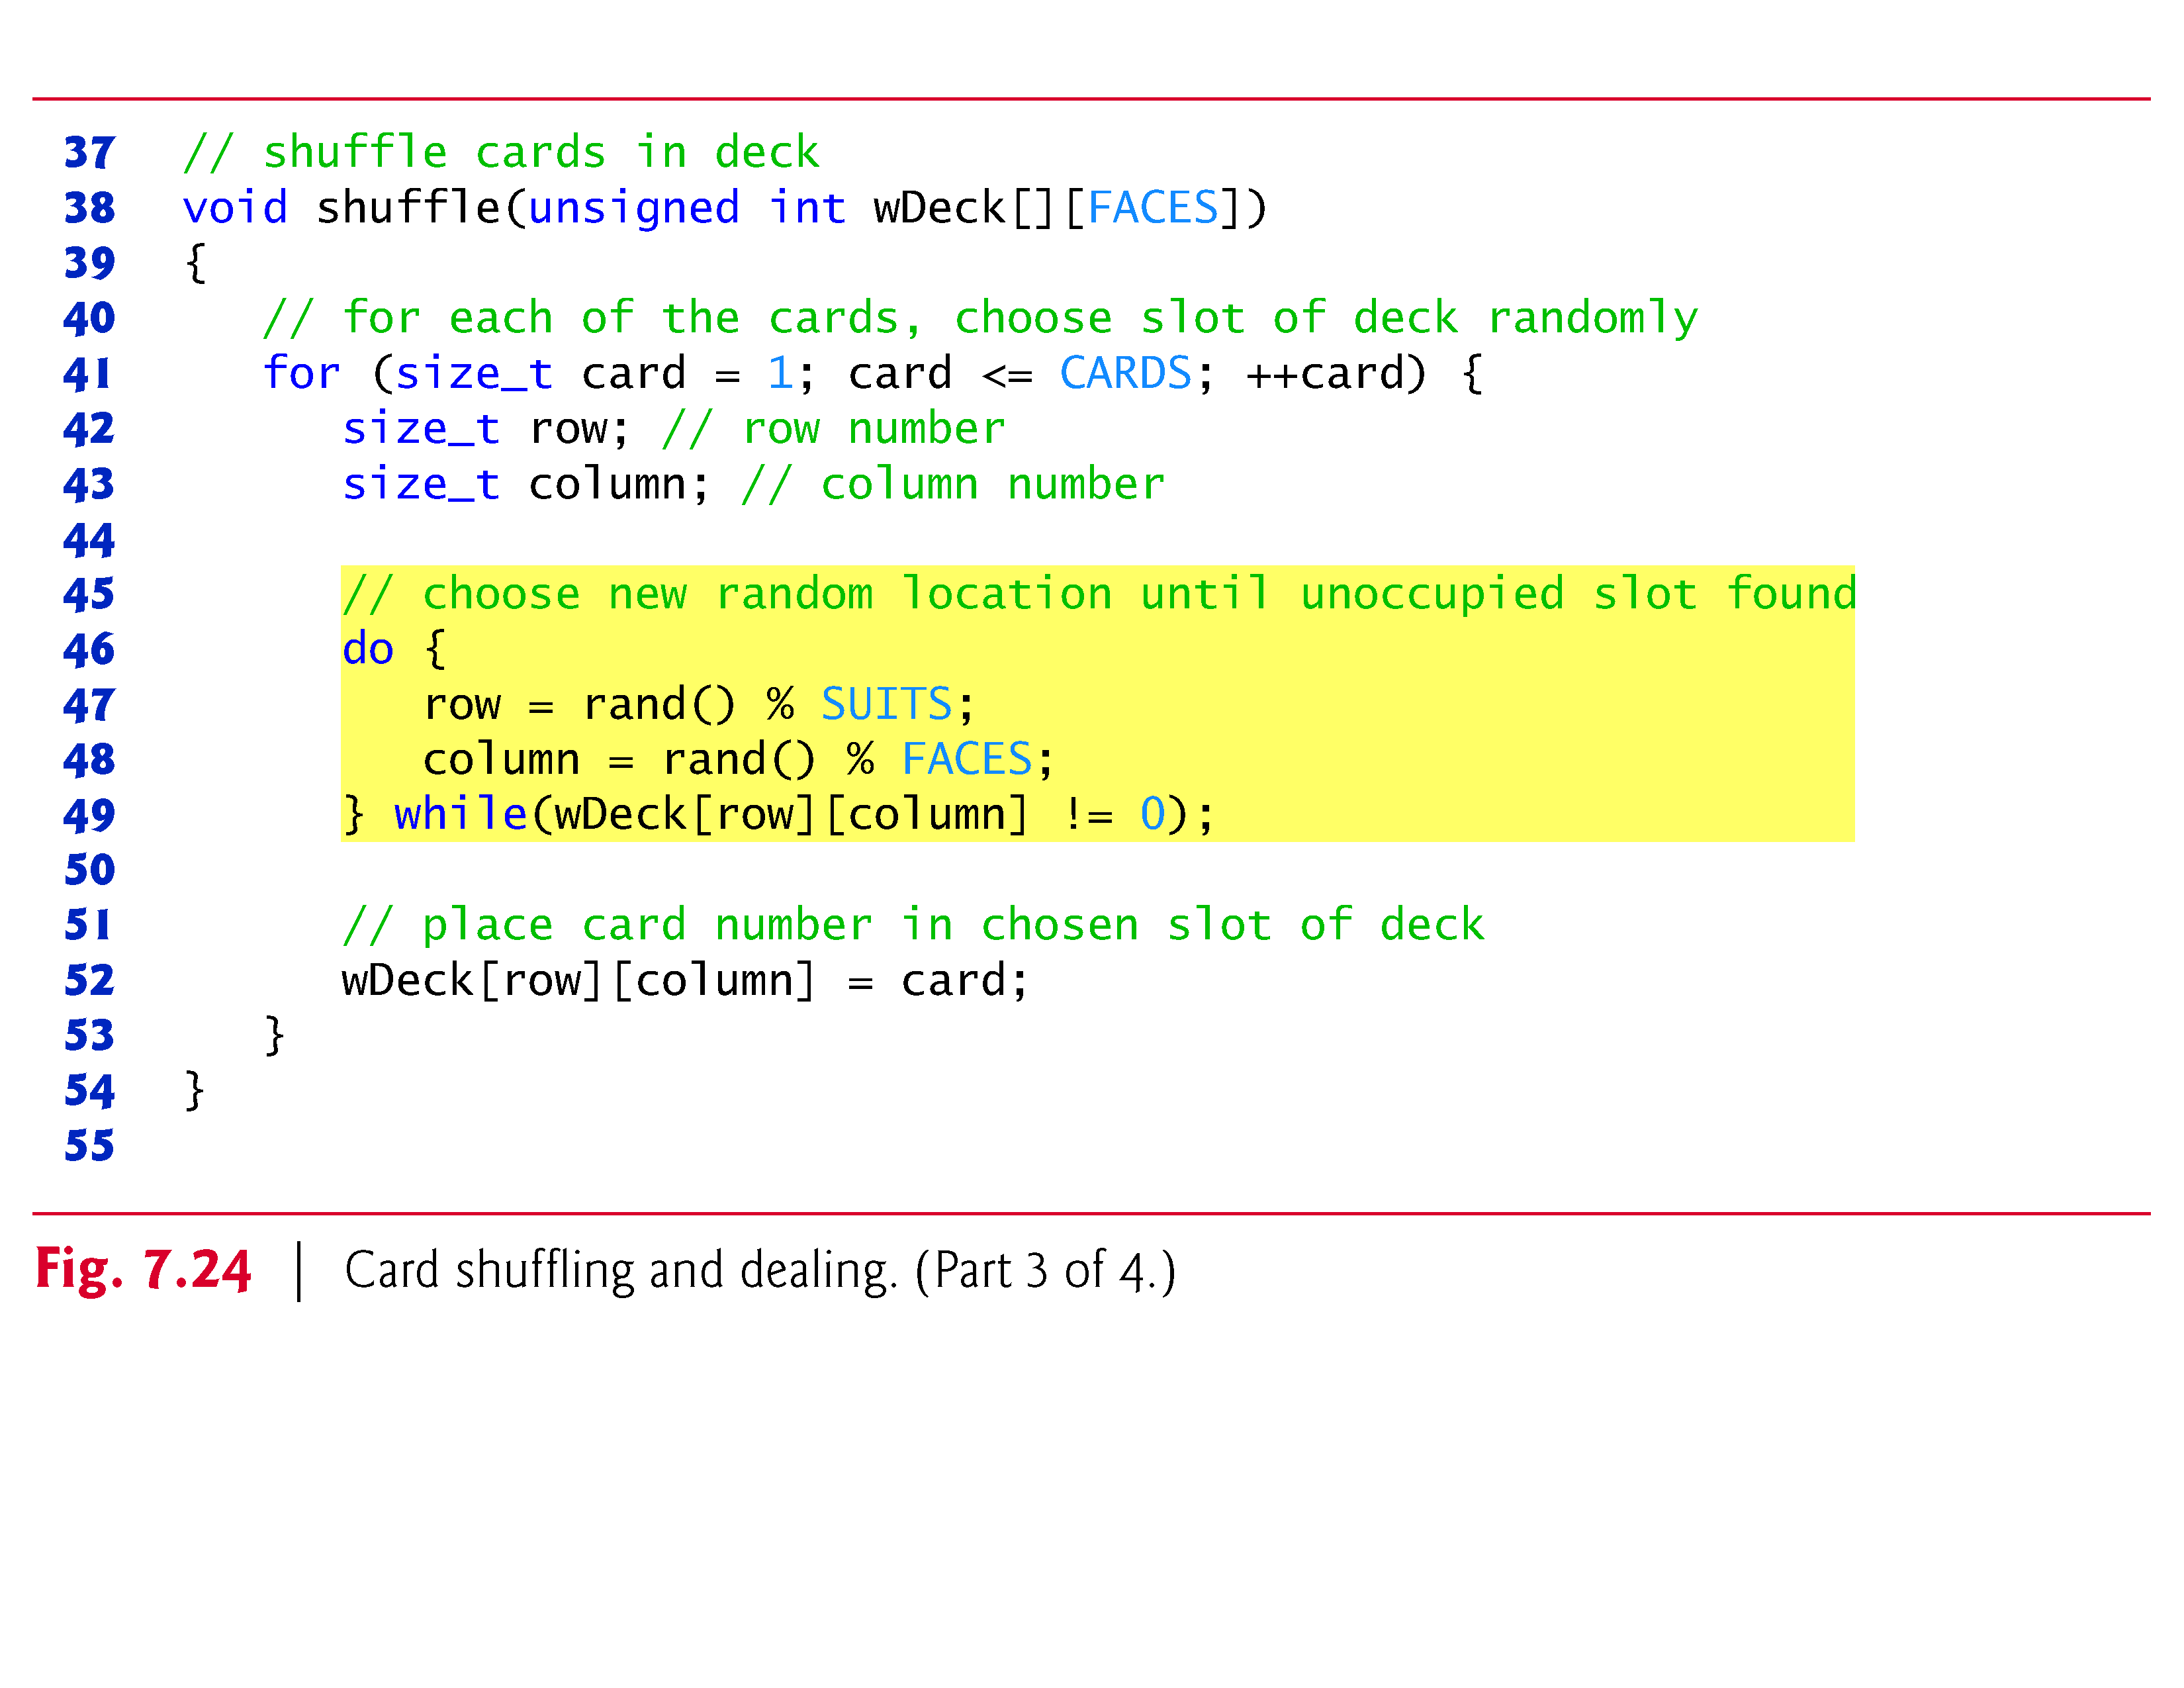 37 // shuffle cards in deck
38 void shuffle(unsigned int wDeck[][FACES])
39 {
40 // for each of the cards, choose slot of deck randomly
41 for (size_t card = 1; card <= CARDS; ++card) {
42 size_t row; // row number
43 size_t column; // column number
44
45 // choose new random location until unoccupied slot found
46 do {
47 row = rand() % SUITS;
48 column = rand() % FACES;
49 } while(wDeck[row][column] != 0);
50
51 // place card number in chosen slot of deck
52 wDeck[row][column] = card;
53 }
54 }
55
Fig. 7.24 | Card shuffling and dealing. (Part 3 of 4.)